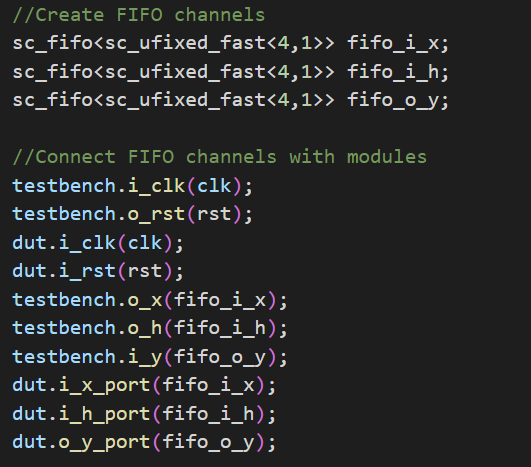 //Create FIFO channels
sc_fifo<sc_ufixed_fast<4,1>> fifo_i_x;
sc_fifo<sc_ufixed_fast<4,1>> fifo_i_h;
sc_fifo<sc_ufixed_fast<4,1>> fifo_o_y;

//Connect FIFO channels with modules
testbench.i_clk(clk);
testbench.o_rst(rst);
dut.i_clk(clk);
dut.i_rst(rst);
testbench.o_x(fifo_i_x);
testbench.o_h(fifo_i_h);
testbench.i_y(fifo_o_y);
dut.i_x_port(fifo_i_x);
dut.i_h_port(fifo_i_h);
dut.o_y_port(fifo_o_y);